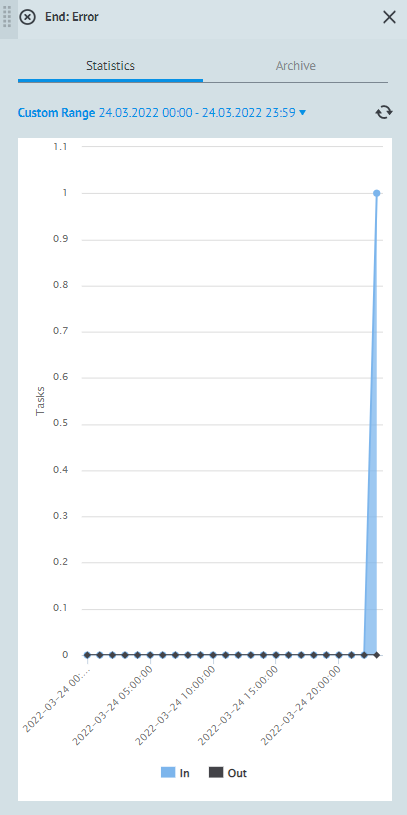 End: Error
Statistics
Archive
Custom Range 24.03.2022 00:00 - 24.03.2022 23:59
1.1
1
0.9
0.8
0.7
0.6
0.5
0.4
0.3
0.2
0.1
0
Tasks
2022-03-24 00:...
2022-03-24 05:00:00
2022-03-24 10:00:00
2022-03-24 15:00:00
2022-03-24 20:00:00
In
Out